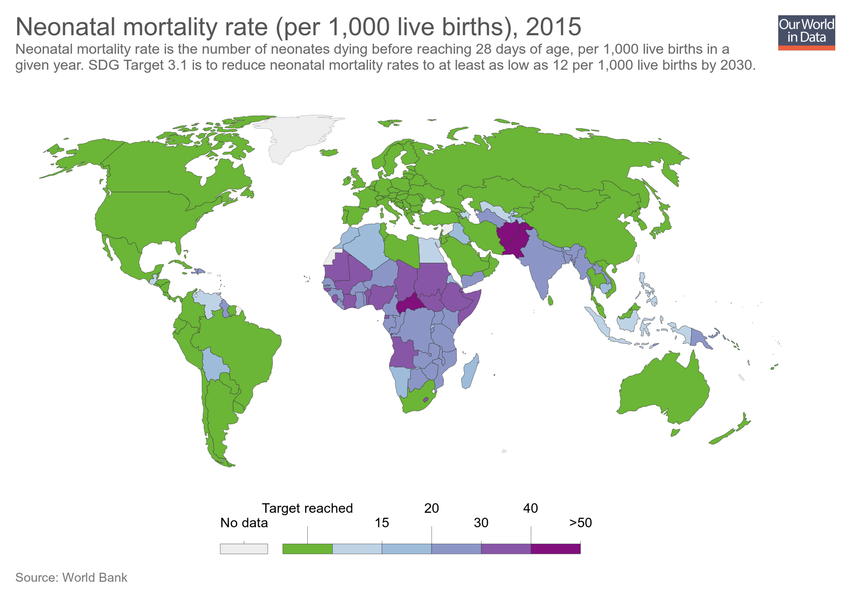 Neonatal mortality rate (per 1,000 live births), 2015
Our World
in Data
Neonatal mortality rate is the number of neonates dying before reaching 28 days of age, per 1,000 live births in a
given year. SDG Target 3.1 is to reduce neonatal mortality rates to at least as low as 12 per 1,000 live births by 2030.
Target reached 20 40
No data 15 30 >50
Source: World Bank